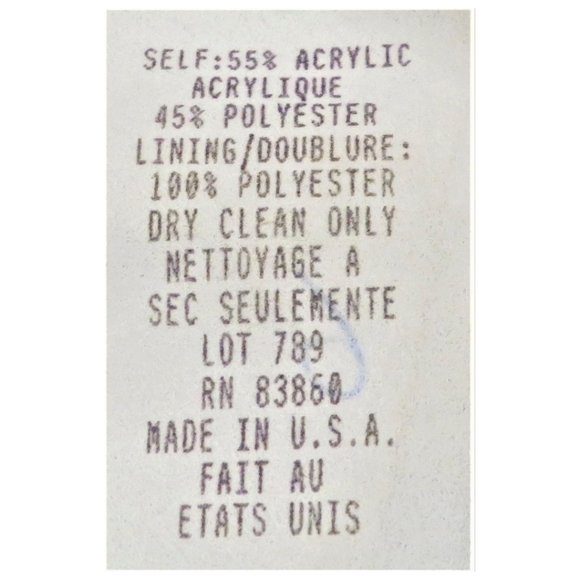 SELF:55% ACRYLIC
ACRYLIQUE
45% POLYESTER
LINING/DOUBLURE:
100% POLYESTER
DRY CLEAN ONLY
NETTOYAGE A
SEC SEULEMENTE
LOT 789
RN 83860
MADE IN U.S.A.
FAIT AU
ETATS UNIS